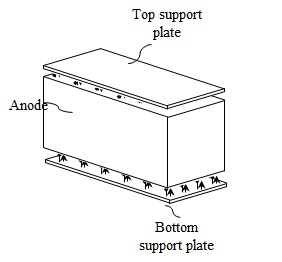 Top support
plate
Anode
Bottom
support plate